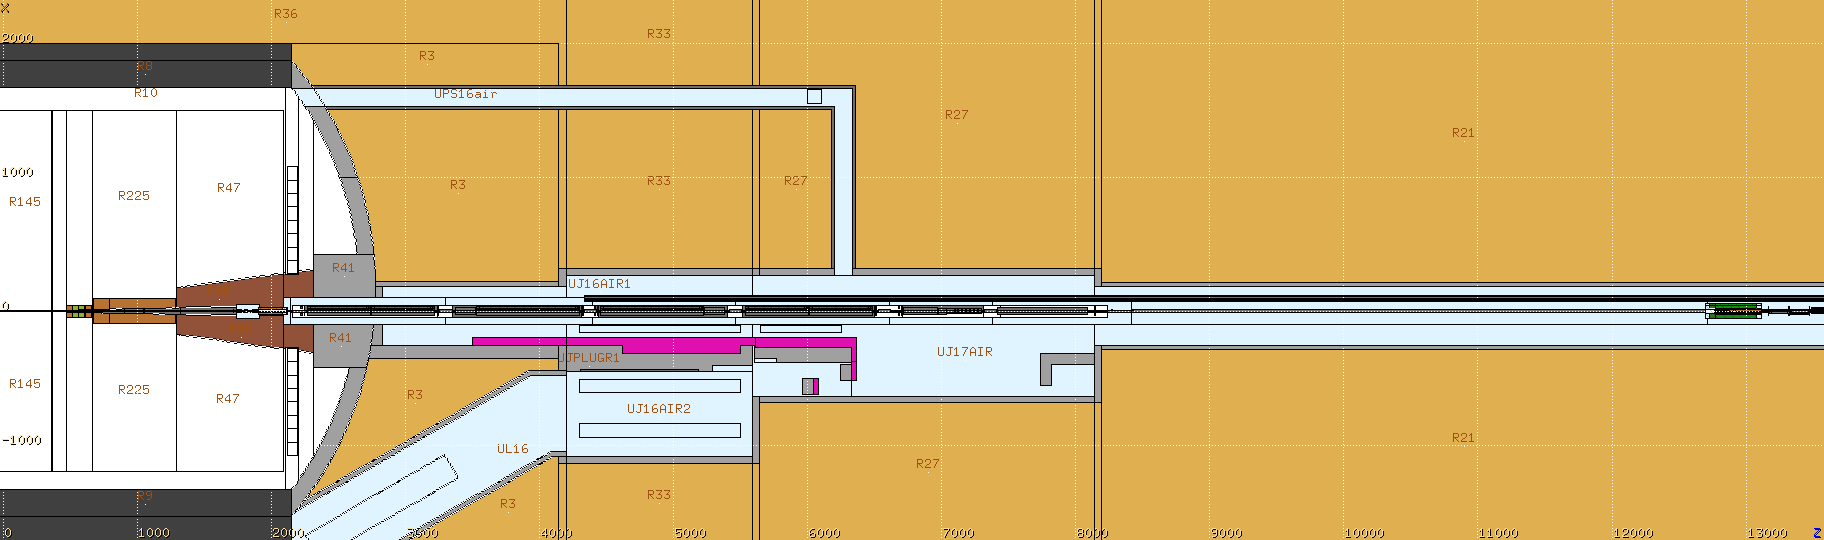 X
R36
2000
R33
R3
R8
R10
UPS16air
R27
R21
1000
R3
R33
R27
R225
R47
R145
R41
UJ16AIR1
0
R41
UJPLUGR1
UJ17AIR
R145
R225
R47
R3
UJ16AIR2
-1000
UL16
R21
R27
R9
R3
R33
0
1000
2000
3000
4000
5000
6000
7000
8000
9000
10000
11000
12000
13000
Z